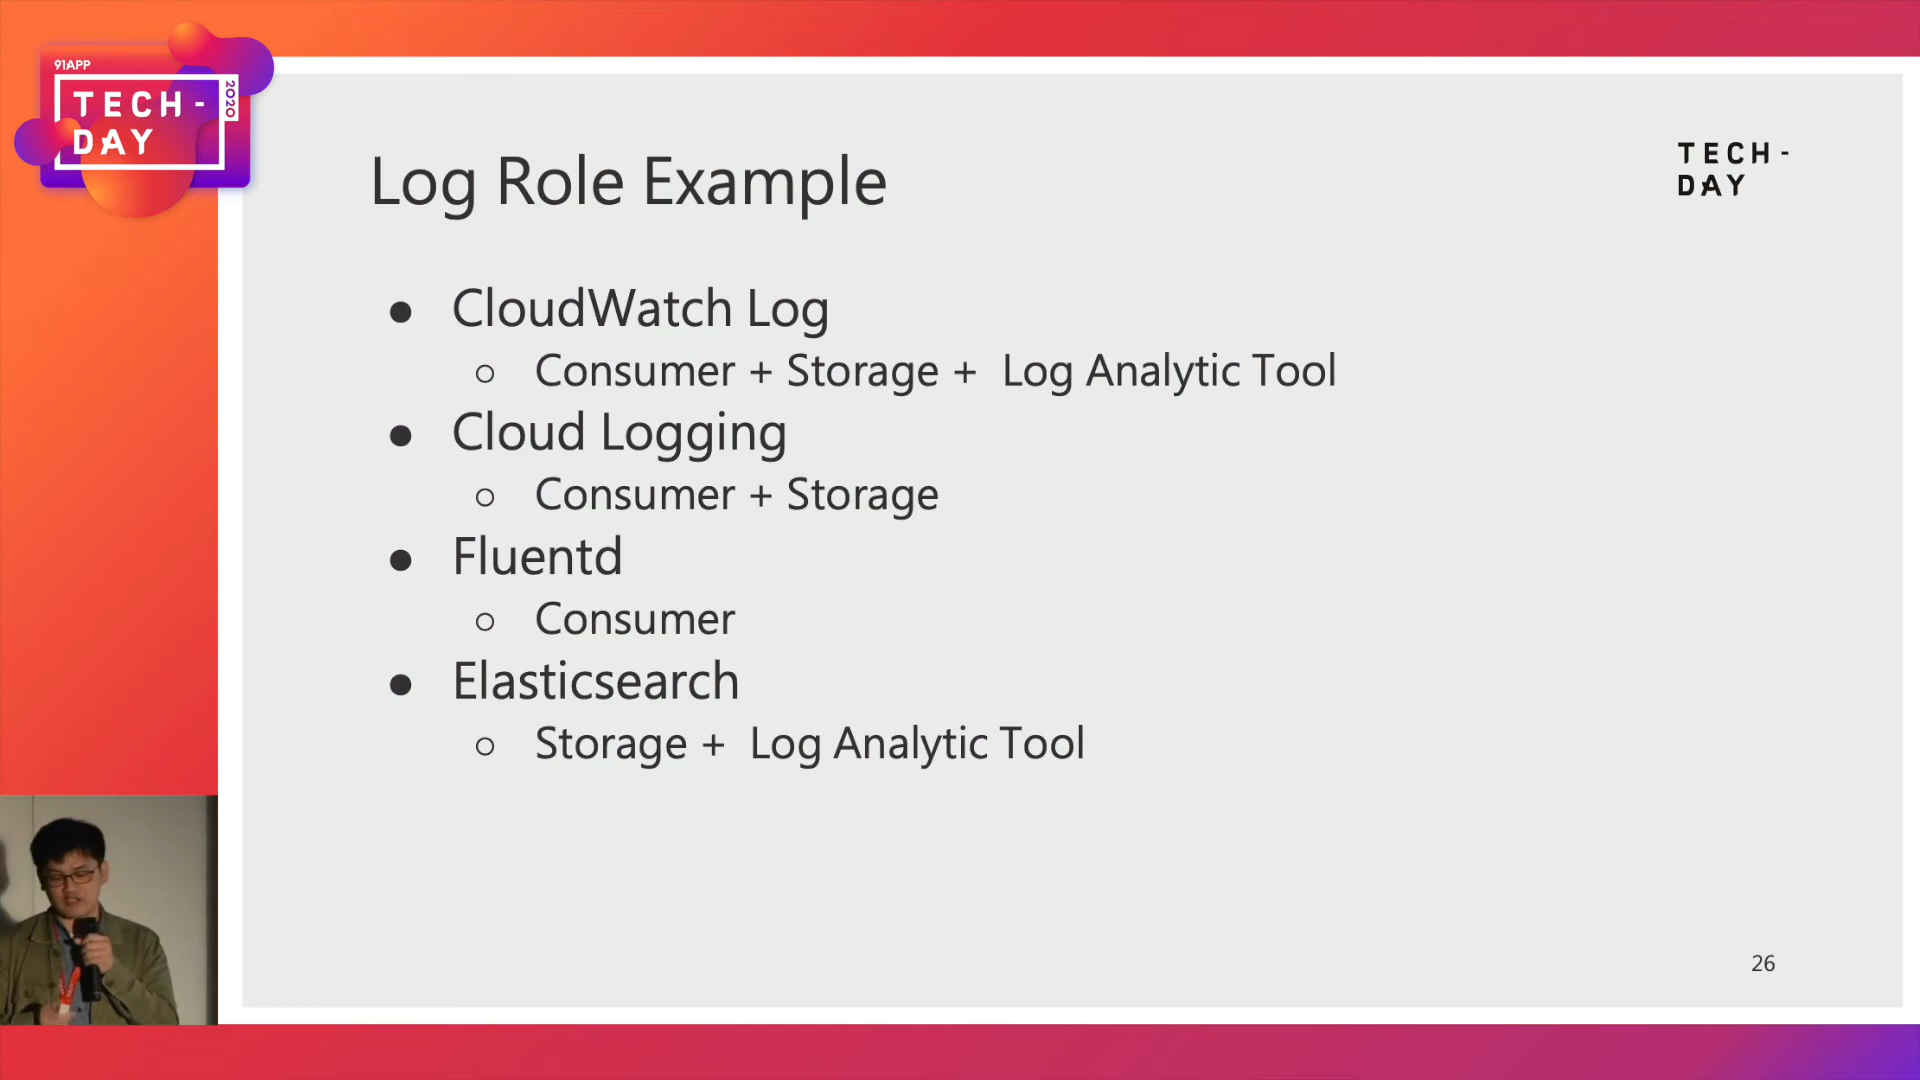 91APP
TECH-
DAY
2020
TECH-
DAY
Log Role Example
● CloudWatch Log
○ Consumer + Storage + Log Analytic Tool
● Cloud Logging
○ Consumer + Storage
● Fluentd
○ Consumer
● Elasticsearch
○ Storage + Log Analytic Tool
26